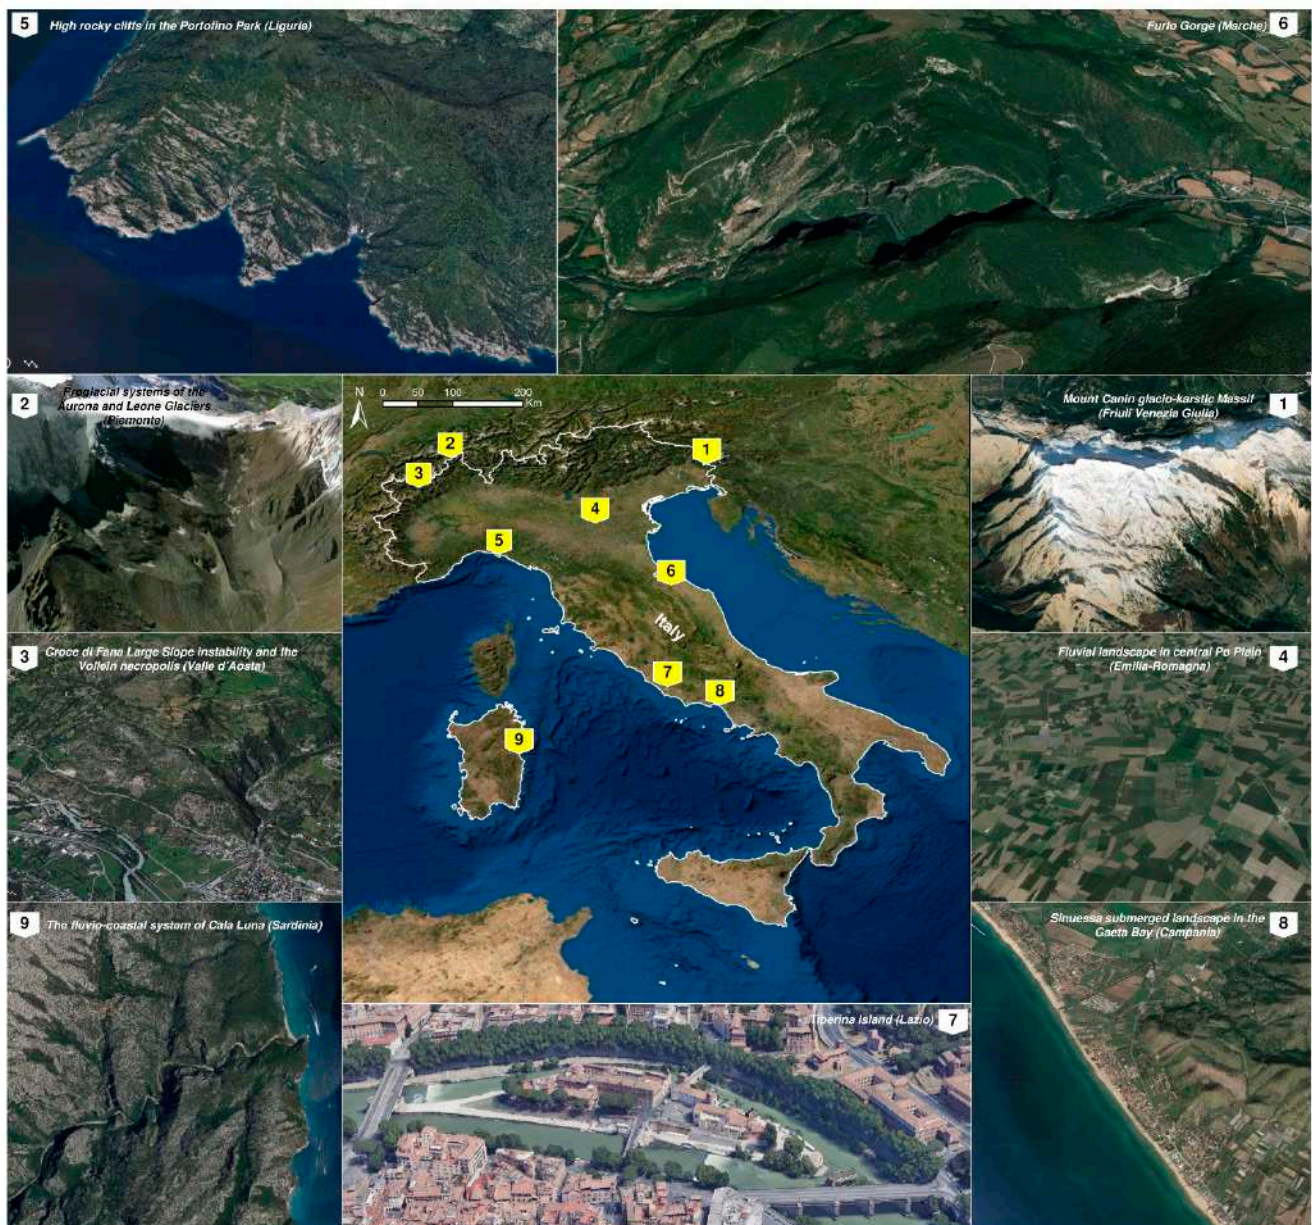 5
High rocky cliffs in the Portofino Park (Liguria)
Furlo Gorge (Marche)
6
2
Proglacial systems of the
Aurona and Leone Glaciers
(Piemonte)
N
0 50 100 200
Km
2
1
3
4
5
6
Italy
7
8
9
Mount Canin glacio-karstic Massif
(Friuli Venezia Giulia)
1
3
Croce di Fana Large Slope instability and the
Vollein necropolis (Valle d'Aosta)
Fluvial landscape in central Po Plain
(Emilia-Romagna)
4
9
The fluvio-coastal system of Cala Luna (Sardinia)
Tiberina Island (Lazio)
7
Sinuessa submerged landscape in the
Gaeta Bay (Campania)
8